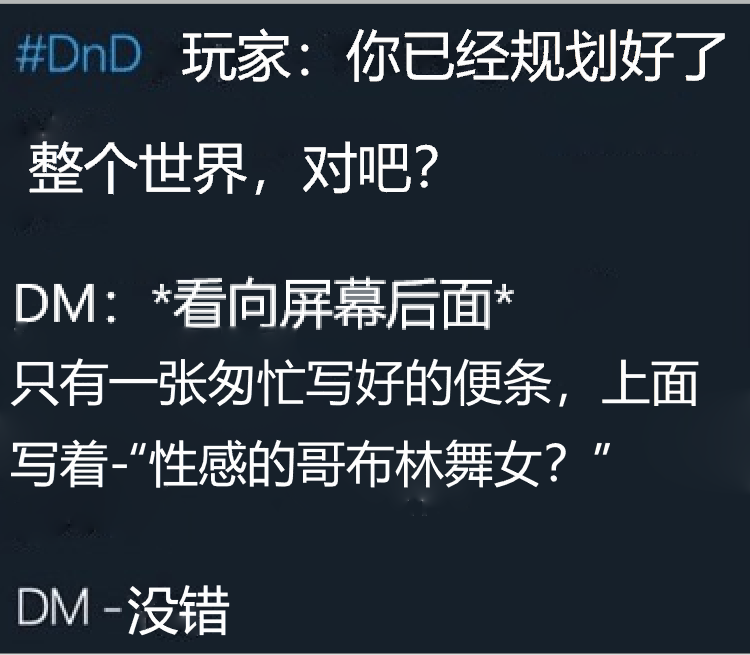 #DnD 玩家：你已经规划好了
整个世界，对吧？
DM：*看向屏幕后面*
只有一张匆忙写好的便条，上面
写着-“性感的哥布林舞女？”
DM -没错